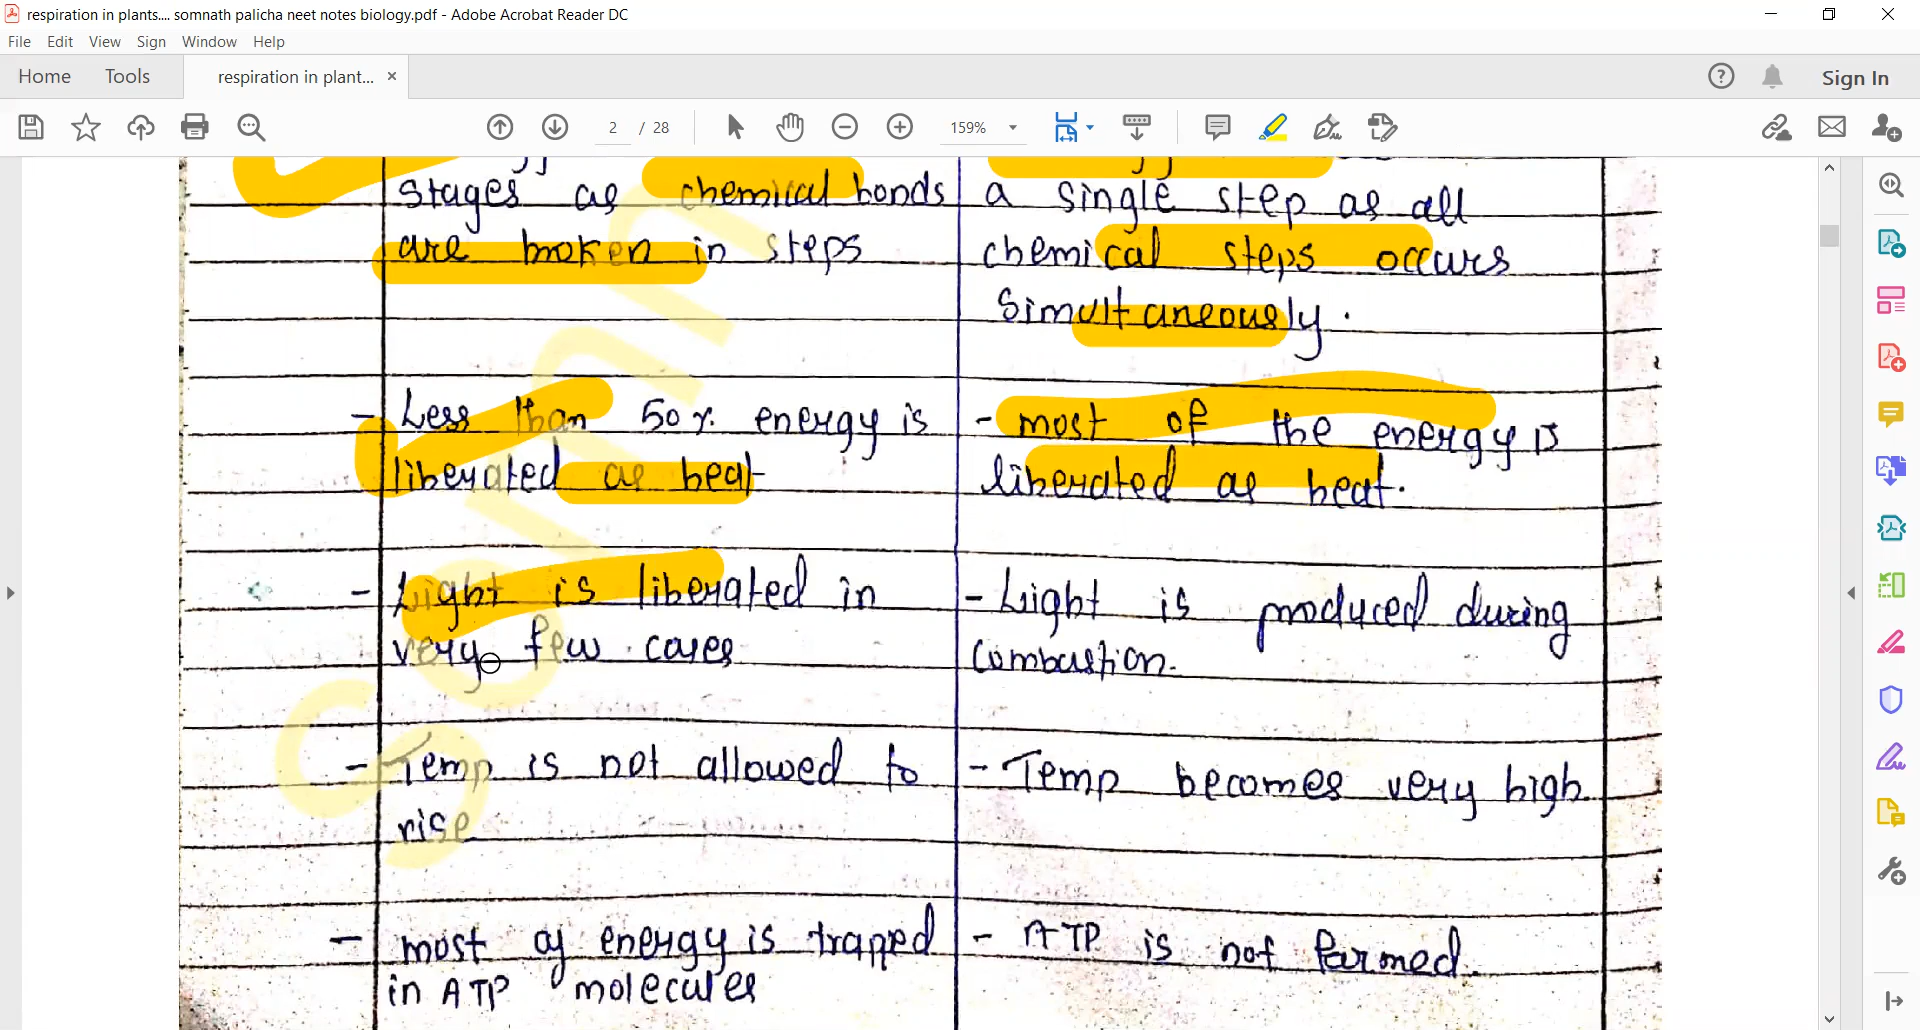 respiration in plants.... somnath palicha neet notes biology.pdf - Adobe Acrobat Reader DC
File Edit View Sign Window Help
Home Tools respiration in plant... × Sign In
2 / 28 159%
stages as chemical bonds
are broken in steps
a single step as all
chemical steps occurs
Simultaneously.
- Less than 50% energy is
liberated as heat
- most of the energy is
liberated as heat.
- Light is liberated in
very few cases
- Light is produced during
Combustion.
- Temp is not allowed to
rise
- Temp becomes very high
- most of energy is trapped
in ATP molecules
- ATP is not formed.